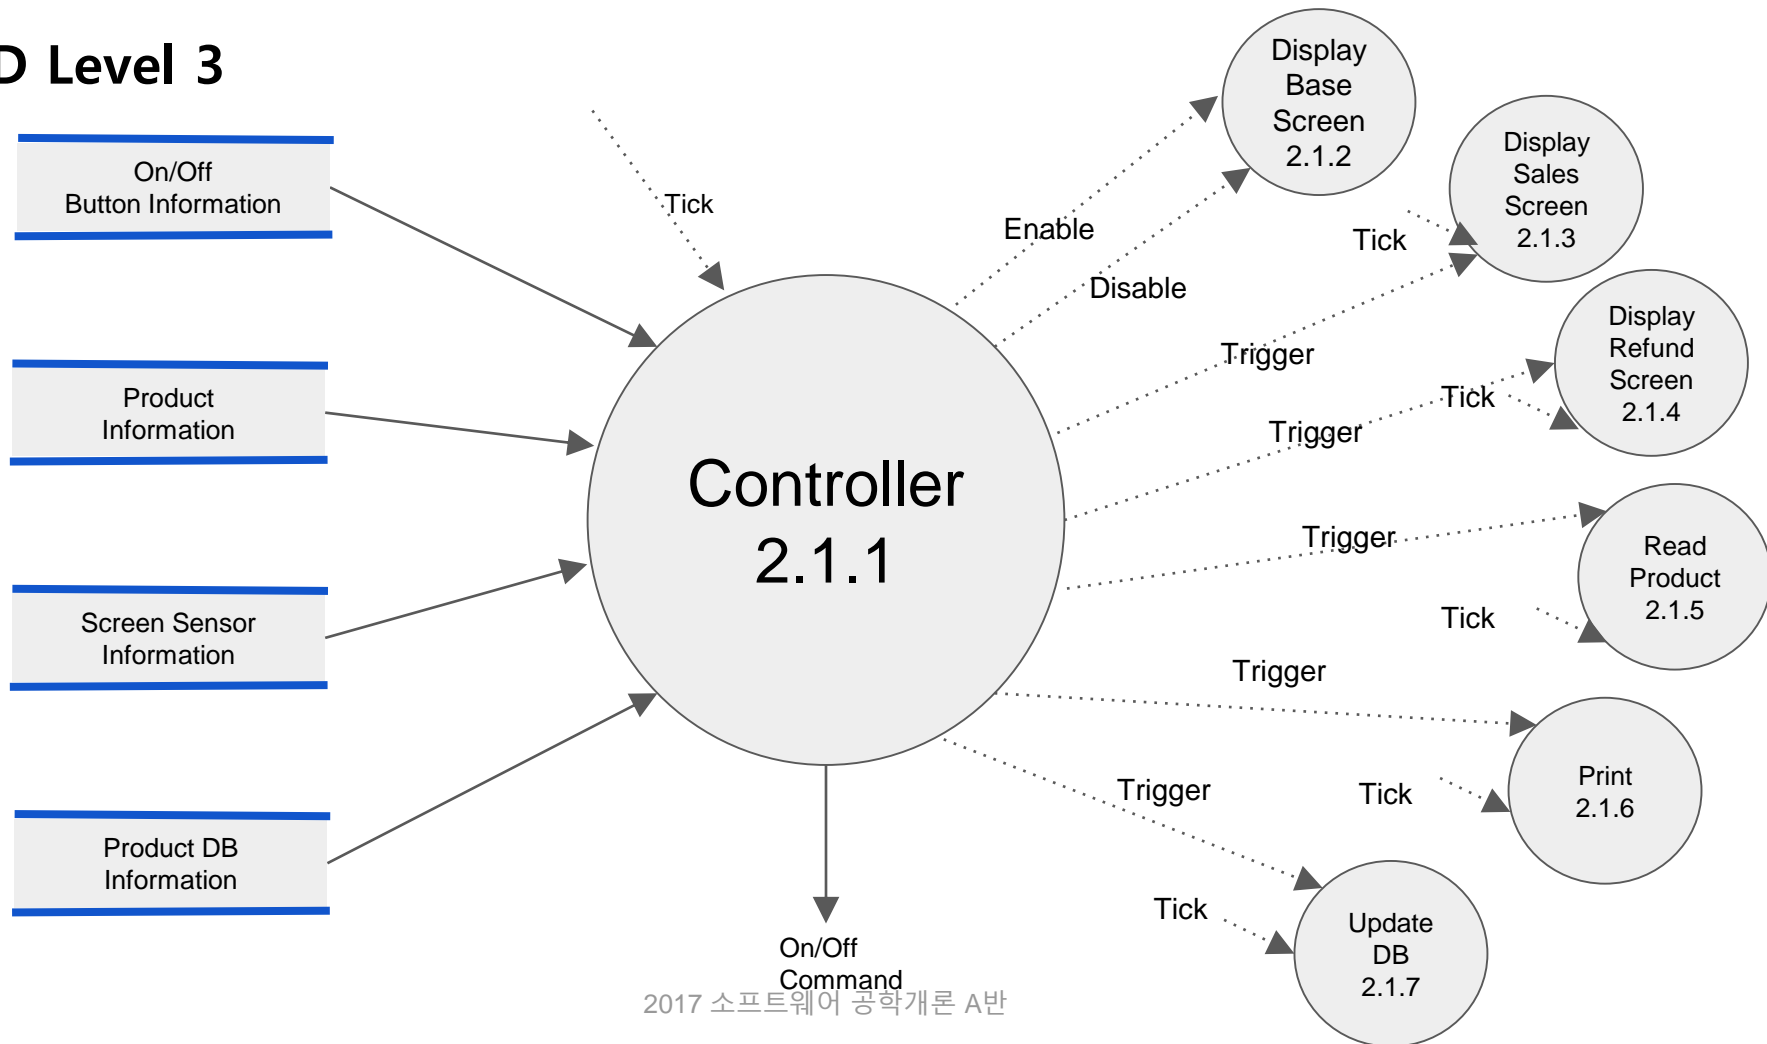 D Level 3
Display
Base
Screen
2.1.2
Display
Sales
Screen
2.1.3
On/Off
Button Information
Tick
Enable
Tick
Disable
Display
Refund
Screen
2.1.4
Trigger
Tick
Product
Information
Trigger
Controller
2.1.1
Trigger
Read
Product
2.1.5
Tick
Screen Sensor
Information
Trigger
Print
2.1.6
Trigger
Tick
Product DB
Information
Tick
Update
DB
2.1.7
On/Off
Command
2017 소프트웨어 공학개론 A반